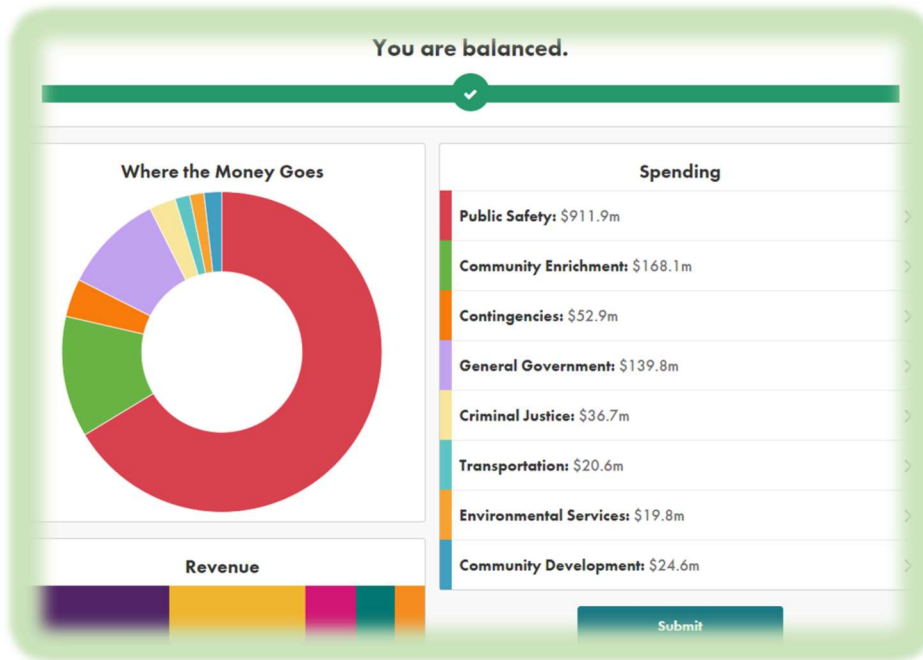 You are balanced.
Where the Money Goes
Spending
Public Safety: $911.9m
Community Enrichment: $168.1m
Contingencies: $52.9m
General Government: $139.8m
Criminal Justice: $36.7m
Transportation: $20.6m
Environmental Services: $19.8m
Community Development: $24.6m
Revenue
Submit